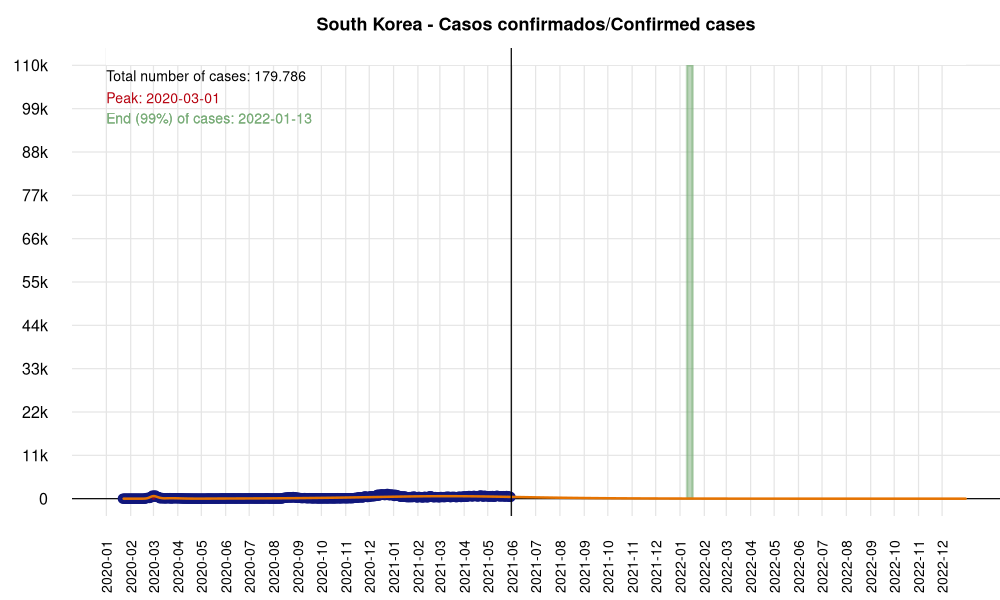 South Korea - Casos confirmados/Confirmed cases
Total number of cases: 179.786
Peak: 2020-03-01
End (99%) of cases: 2022-01-13
110k
99k
88k
77k
66k
55k
44k
33k
22k
11k
0
2020-01
2020-02
2020-03
2020-04
2020-05
2020-06
2020-07
2020-08
2020-09
2020-10
2020-11
2020-12
2021-01
2021-02
2021-03
2021-04
2021-05
2021-06
2021-07
2021-08
2021-09
2021-10
2021-11
2021-12
2022-01
2022-02
2022-03
2022-04
2022-05
2022-06
2022-07
2022-08
2022-09
2022-10
2022-11
2022-12